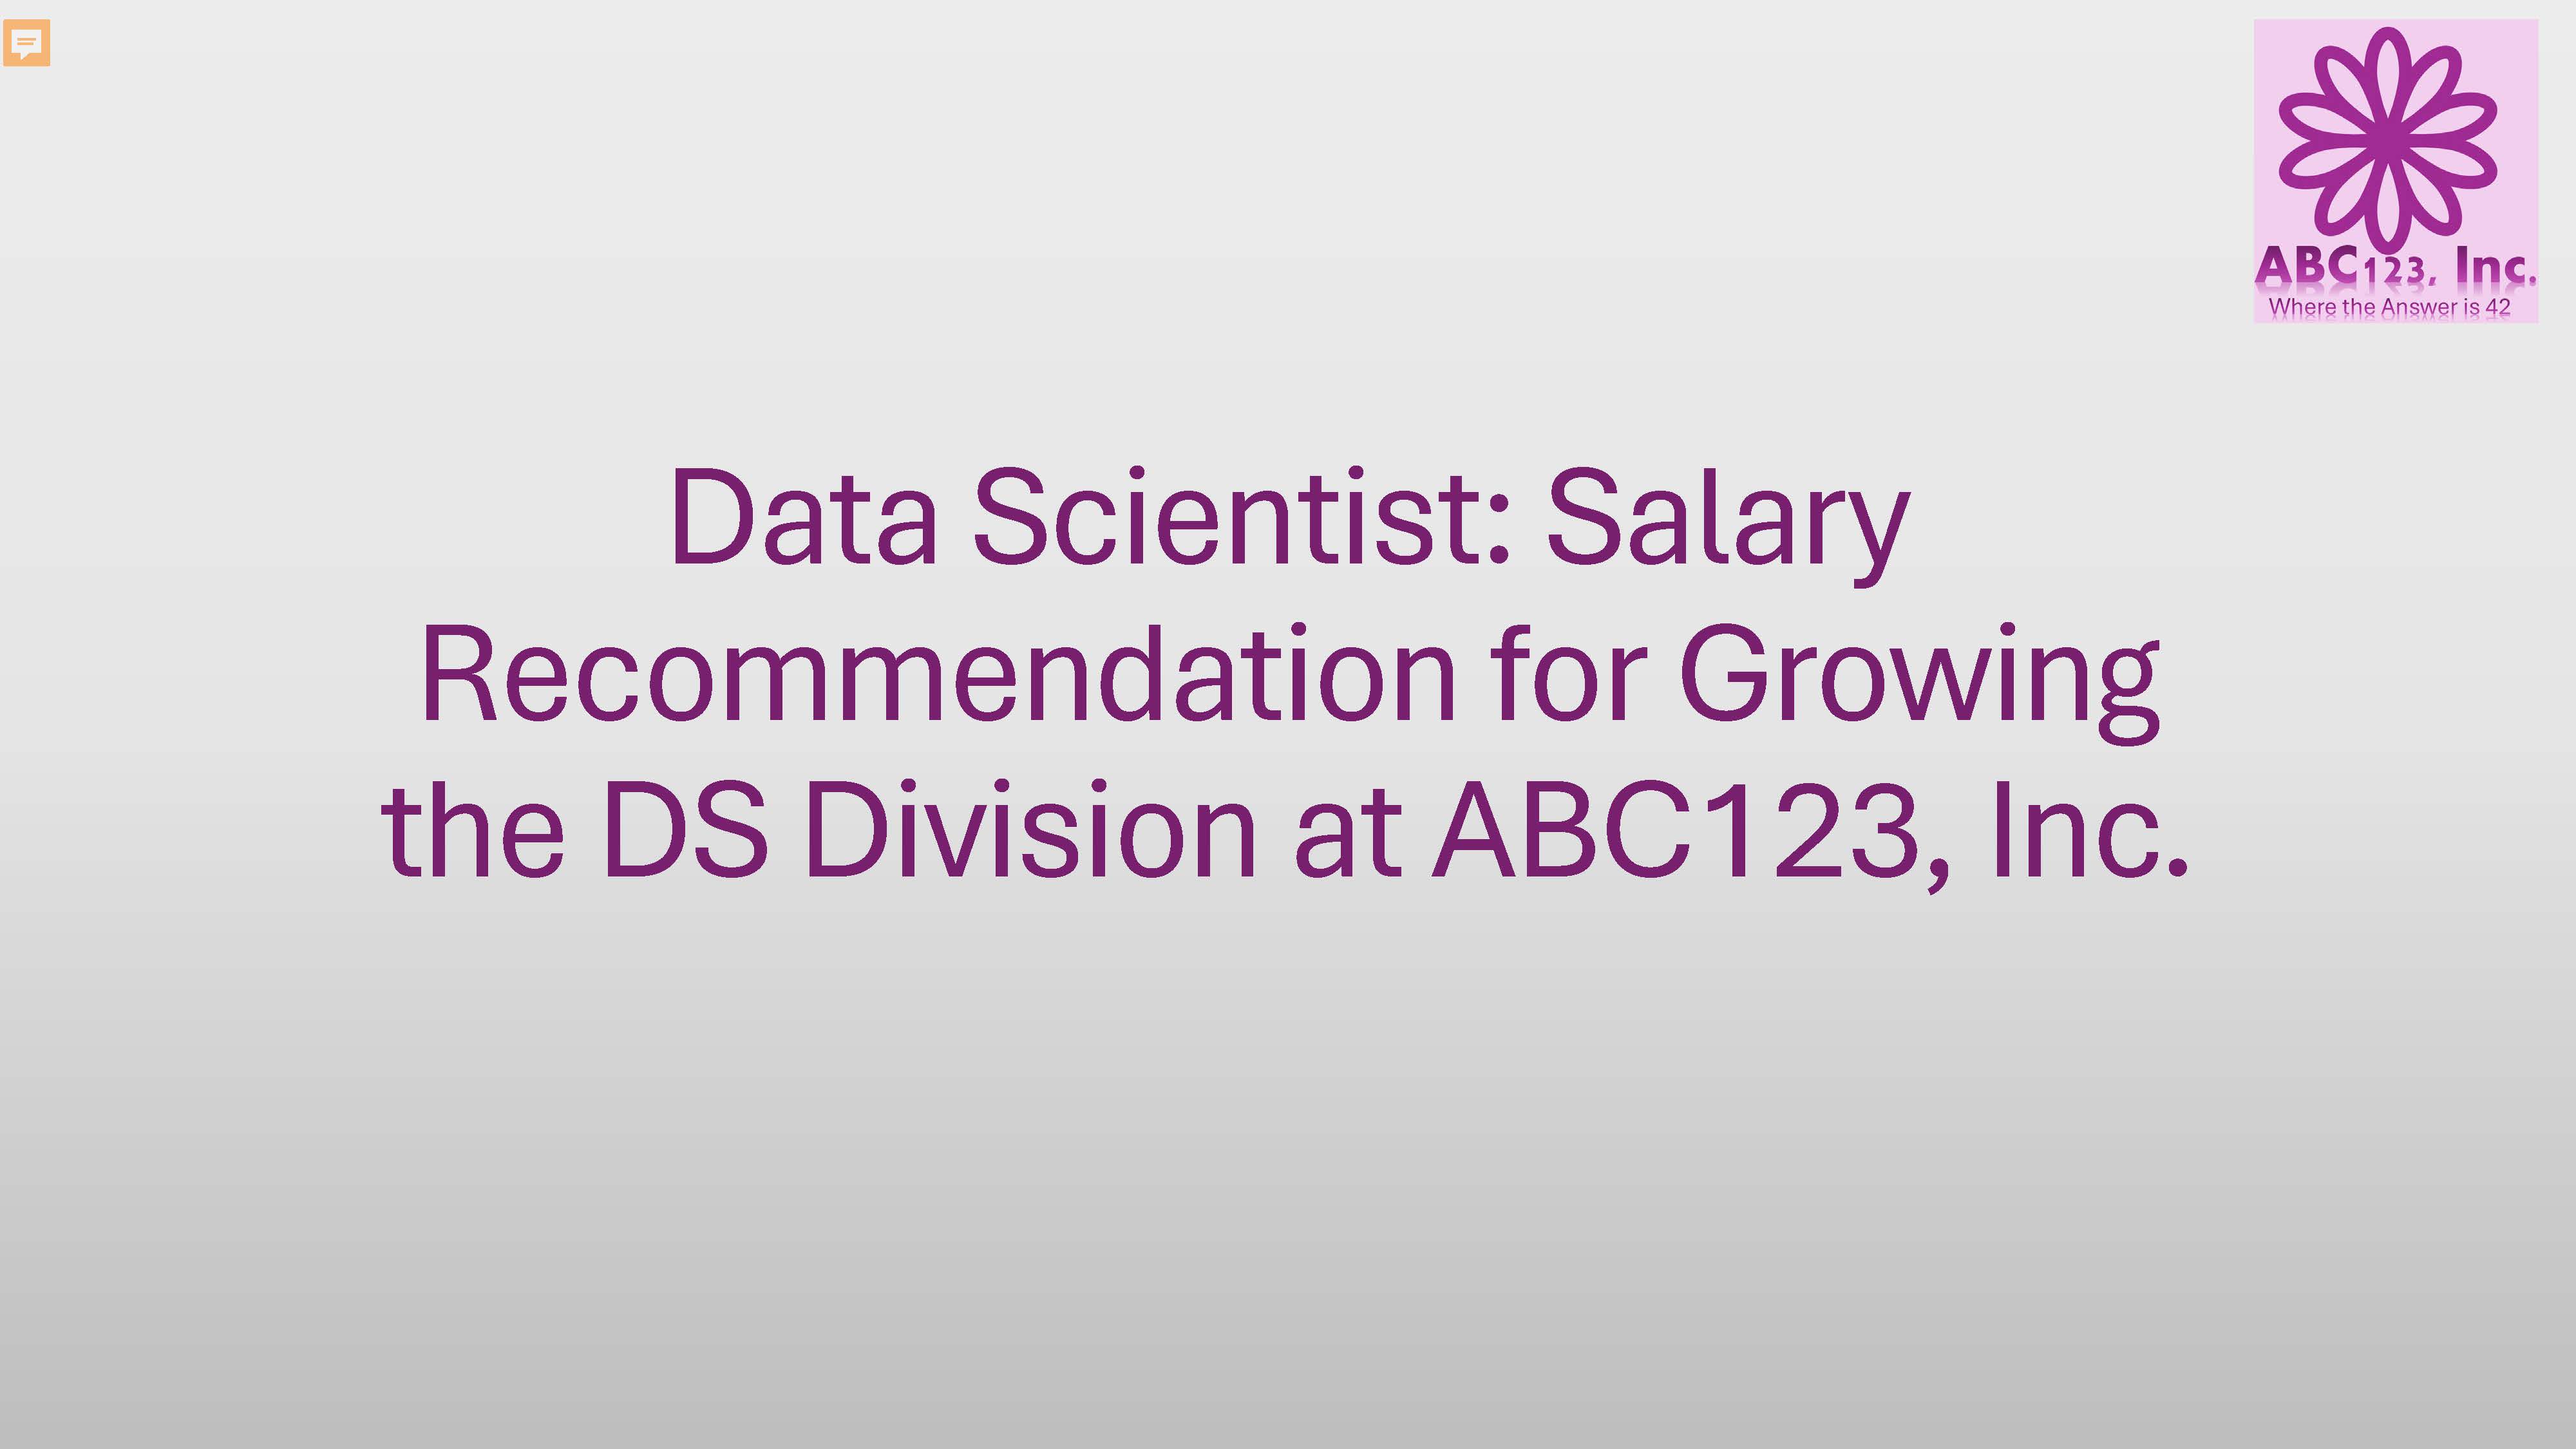 ABC123, Inc.
Where the Answer is 42
Data Scientist: Salary
Recommendation for Growing
the DS Division at ABC123, Inc.